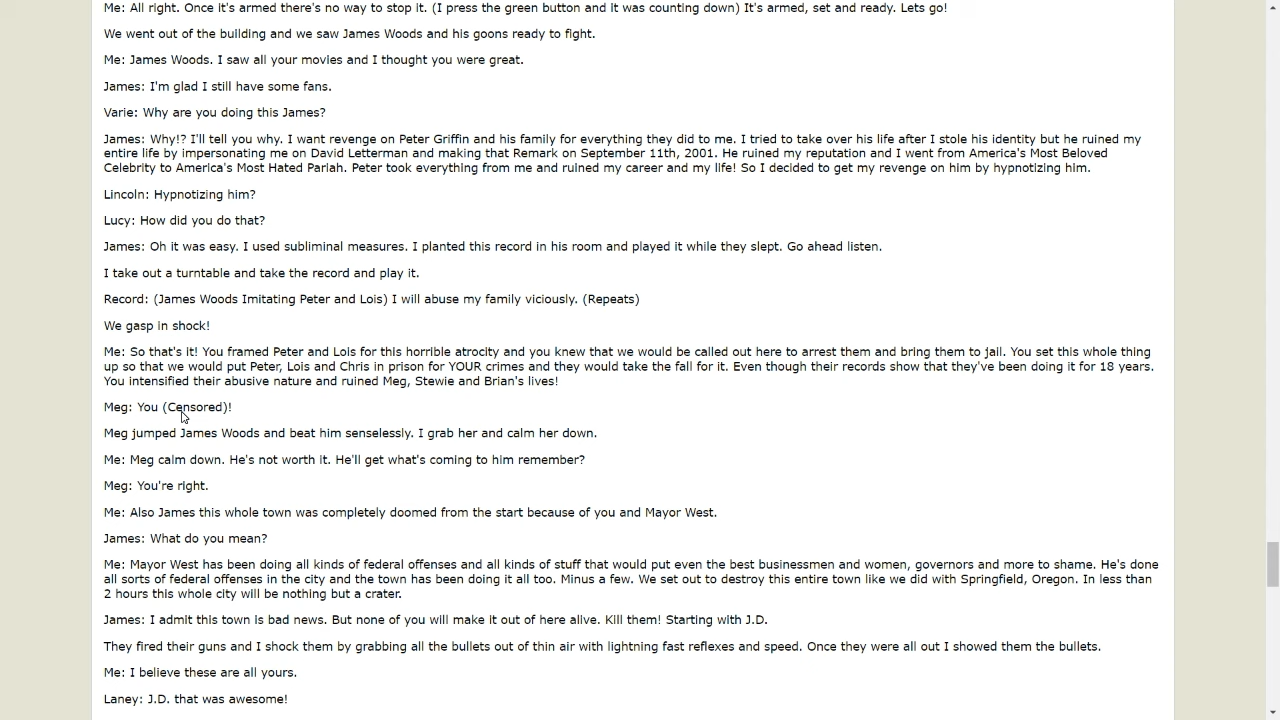 Me: All right. Once it's armed there's no way to stop it. (I press the green button and it was counting down) It's armed, set and ready. Lets go!
We went out of the building and we saw James Woods and his goons ready to fight.
Me: James Woods. I saw all your movies and I thought you were great.
James: I'm glad I still have some fans.
Varie: Why are you doing this James?
James: Why!? I'll tell you why. I want revenge on Peter Griffin and his family for everything they did to me. I tried to take over his life after I stole his identity but he ruined my
entire life by impersonating me on David Letterman and making that Remark on September 11th, 2001. He ruined my reputation and I went from America's Most Beloved
Celebrity to America's Most Hated Pariah. Peter took everything from me and ruined my career and my life! So I decided to get my revenge on him by hypnotizing him.
Lincoln: Hypnotizing him?
Lucy: How did you do that?
James: Oh it was easy. I used subliminal measures. I planted this record in his room and played it while they slept. Go ahead listen.
I take out a turntable and take the record and play it.
Record: (James Woods Imitating Peter and Lois) I will abuse my family viciously. (Repeats)
We gasp in shock!
Me: So that's it! You framed Peter and Lois for this horrible atrocity and you knew that we would be called out here to arrest them and bring them to jail. You set this whole thing
up so that we would put Peter, Lois and Chris in prison for YOUR crimes and they would take the fall for it. Even though their records show that they've been doing it for 18 years.
You intensified their abusive nature and ruined Meg, Stewie and Brian's lives!
Meg: You (Censored)!
Meg jumped James Woods and beat him senselessly. I grab her and calm her down.
Me: Meg calm down. He's not worth it. He'll get what's coming to him remember?
Meg: You're right.
Me: Also James this whole town was completely doomed from the start because of you and Mayor West.
James: What do you mean?
Me: Mayor West has been doing all kinds of federal offenses and all kinds of stuff that would put even the best businessmen and women, governors and more to shame. He's done
all sorts of federal offenses in the city and the town has been doing it all too. Minus a few. We set out to destroy this entire town like we did with Springfield, Oregon. In less than
2 hours this whole city will be nothing but a crater.
James: I admit this town is bad news. But none of you will make it out of here alive. Kill them! Starting with J.D.
They fired their guns and I shock them by grabbing all the bullets out of thin air with lightning fast reflexes and speed. Once they were all out I showed them the bullets.
Me: I believe these are all yours.
Laney: J.D. that was awesome!